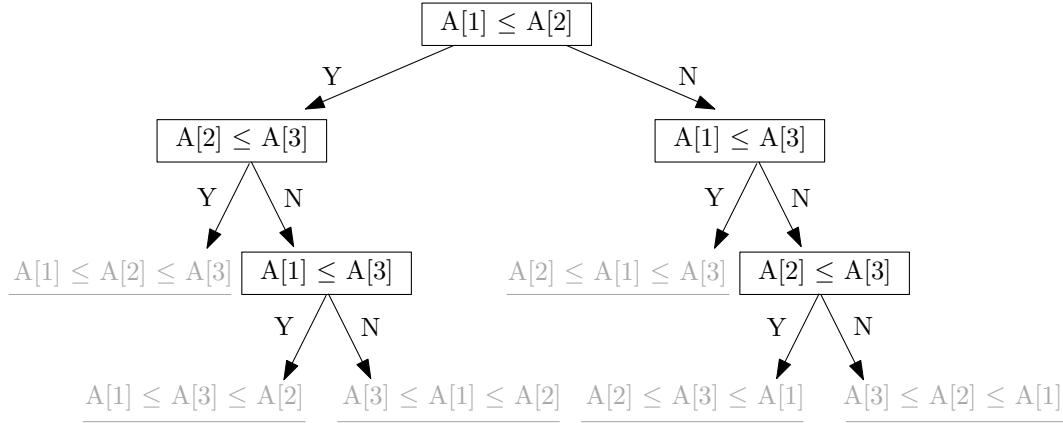 A[1] ≤ A[2]
Y
N
A[2] ≤ A[3]
A[1] ≤ A[3]
Y
N
Y
N
A[1] ≤ A[2] ≤ A[3]
A[1] ≤ A[3]
A[2] ≤ A[1] ≤ A[3]
A[2] ≤ A[3]
Y
N
Y
N
A[1] ≤ A[3] ≤ A[2]
A[3] ≤ A[1] ≤ A[2]
A[2] ≤ A[3] ≤ A[1]
A[3] ≤ A[2] ≤ A[1]